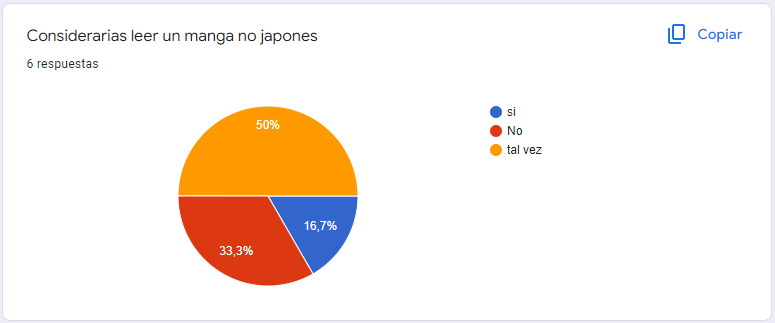 Considerarias leer un manga no japones
Copiar
6 respuestas
50%
16,7%
33,3%
si
No
tal vez